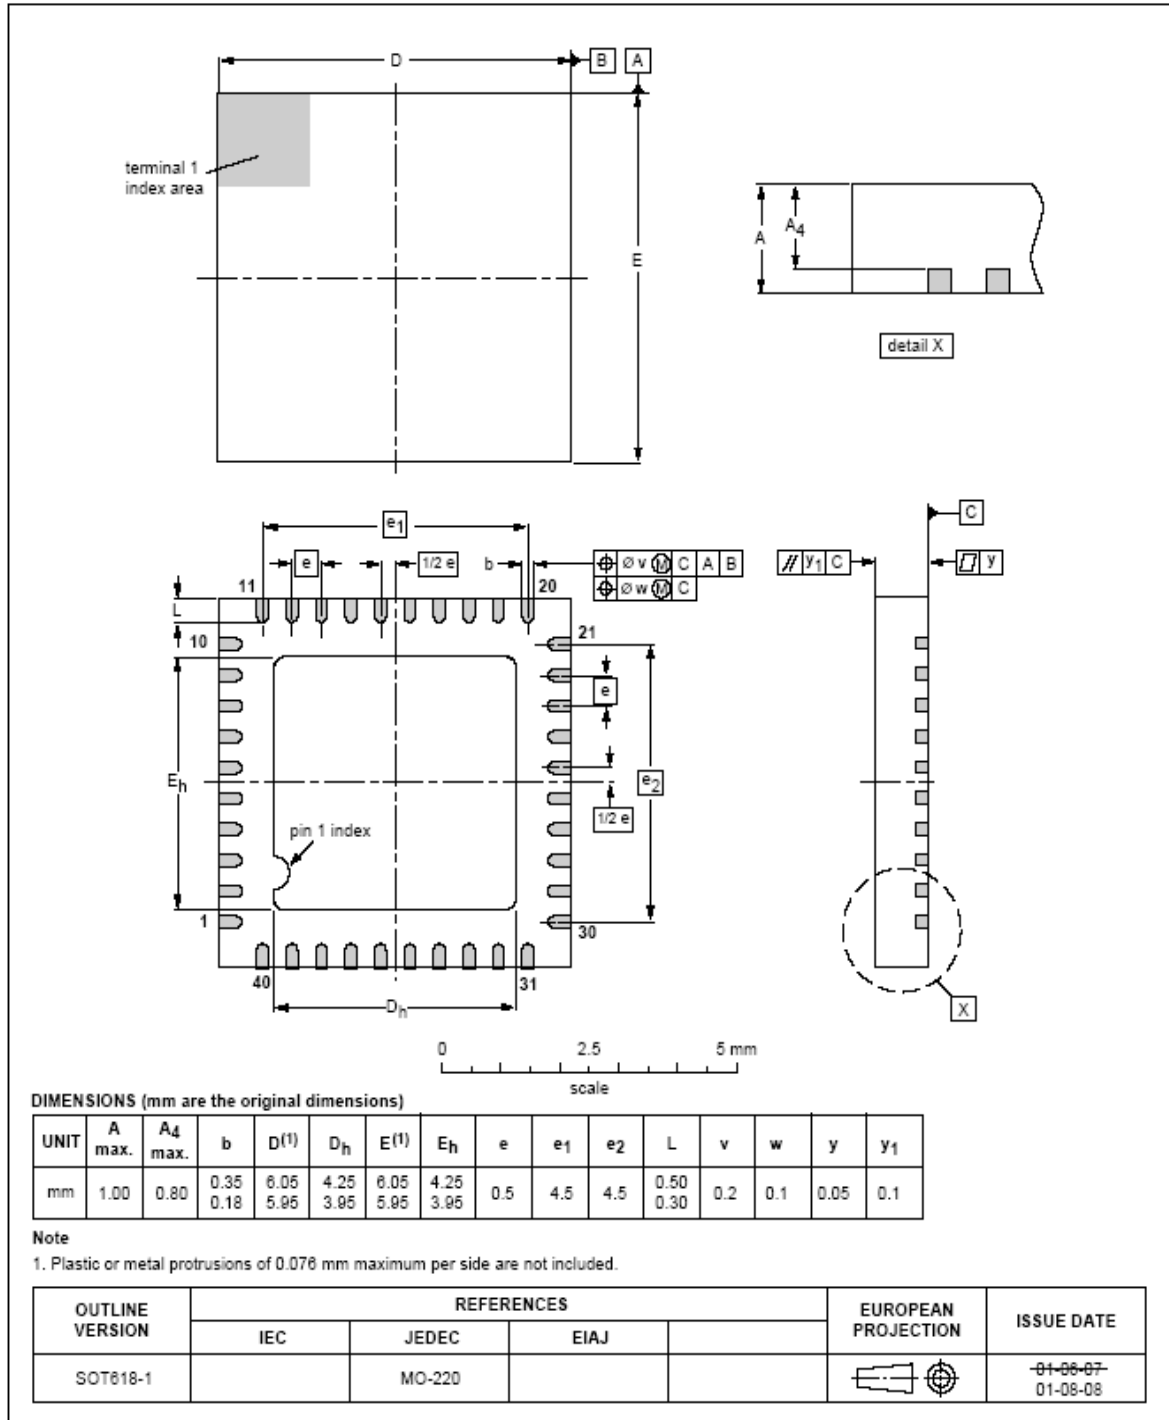 D
B
A
terminal 1
index area
E
A
A4
detail X
e1
e
1/2 e
b
⌖ ⌀ v Ⓜ C A B
⌖ ⌀ w Ⓜ C
C
// y1 C
⏥ y
11
20
L
10
21
e
Eh
e2
1/2 e
pin 1 index
1
30
40
31
Dh
X
0 2.5 5 mm
scale
DIMENSIONS (mm are the original dimensions)
UNIT A max. A4 max. b D(1) Dh E(1) Eh e e1 e2 L v w y y1
mm 1.00 0.80 0.35 0.18 6.05 5.95 4.25 3.95 6.05 5.95 4.25 3.95 0.5 4.5 4.5 0.50 0.30 0.2 0.1 0.05 0.1
Note
1. Plastic or metal protrusions of 0.076 mm maximum per side are not included.
OUTLINE VERSION REFERENCES EUROPEAN PROJECTION ISSUE DATE
IEC JEDEC EIAJ
SOT618-1 MO-220 01-06-07
01-08-08